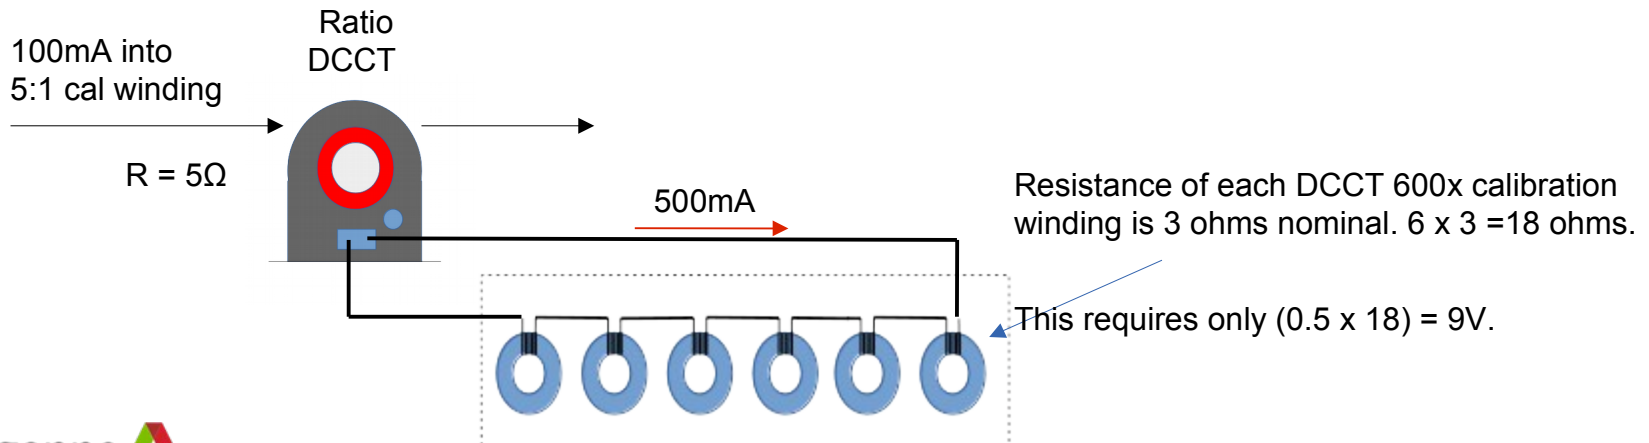 Ratio
DCCT
100mA into
5:1 cal winding
R = 5Ω
500mA
Resistance of each DCCT 600x calibration
winding is 3 ohms nominal. 6 x 3 =18 ohms.
This requires only (0.5 x 18) = 9V.